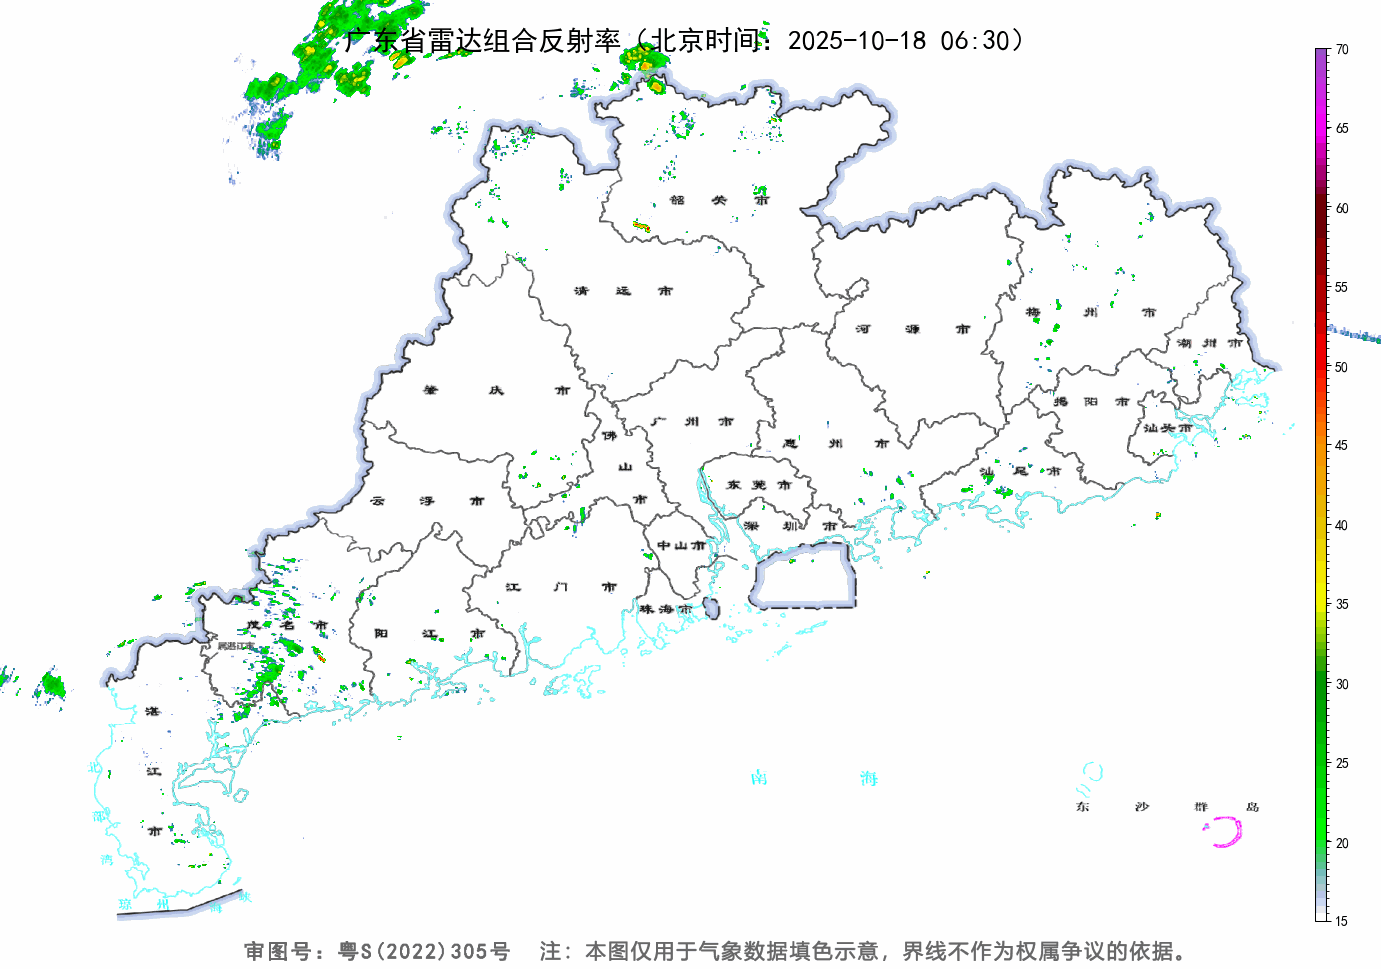 广东省雷达组合反射率（北京时间：2025-10-18 06:30）
70
65
60
55
50
45
40
35
30
25
20
15
韶关市
清远市
河源市
梅州市
潮州市
肇庆市
广州市
揭阳市
佛山市
惠州市
汕头市
汕尾市
东莞市
云浮市
深圳市
中山市
江门市
珠海市
茂名市
阳江市
属湛江市
湛江市
北部湾
南海
东沙群岛
琼州海峡
审图号：粤S(2022)305号 注：本图仅用于气象数据填色示意，界线不作为权属争议的依据。